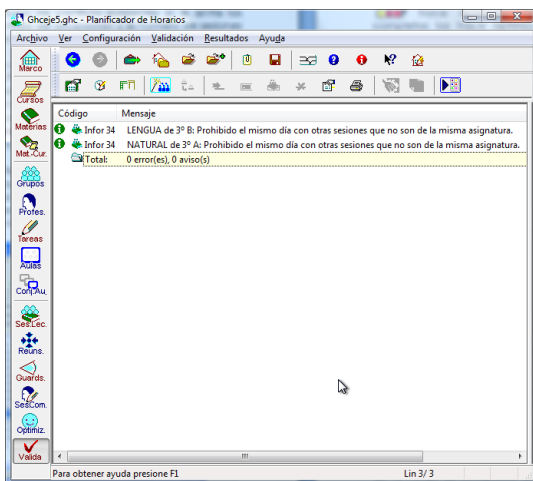 Ghceje5.ghc - Planificador de Horarios
Archivo Ver Configuración Validación Resultados Ayuda
Marco
Cursos
Materias
Mat.-Cur.
Grupos
Profes.
Tareas
Aulas
Conj.Au.
Ses.Lec.
Reuns.
Guards.
Ses.Com.
Optimiz.
Valida
Código Mensaje
Infor 34 LENGUA de 3º B: Prohibido el mismo día con otras sesiones que no son de la misma asignatura.
Infor 34 NATURAL de 3º A: Prohibido el mismo día con otras sesiones que no son de la misma asignatura.
Total: 0 error(es), 0 aviso(s)
Para obtener ayuda presione F1 Lin 3/ 3